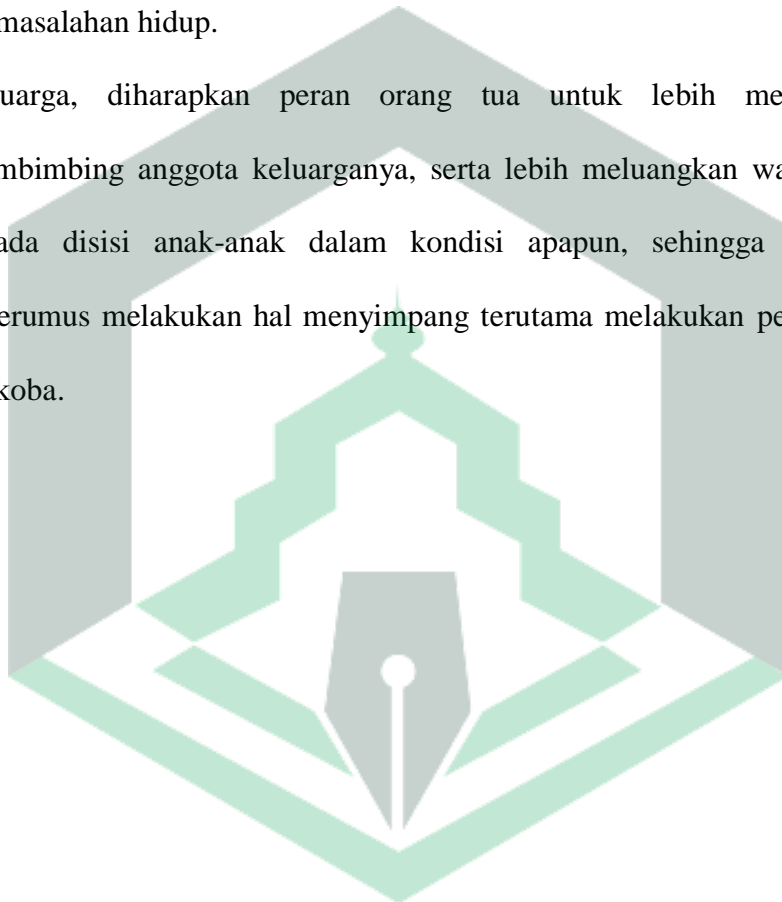 masalahan hidup.
uarga, diharapkan peran orang tua untuk lebih me
mbimbing anggota keluarganya, serta lebih meluangkan wa
ada disisi anak-anak dalam kondisi apapun, sehingga
erumus melakukan hal menyimpang terutama melakukan pe
koba.